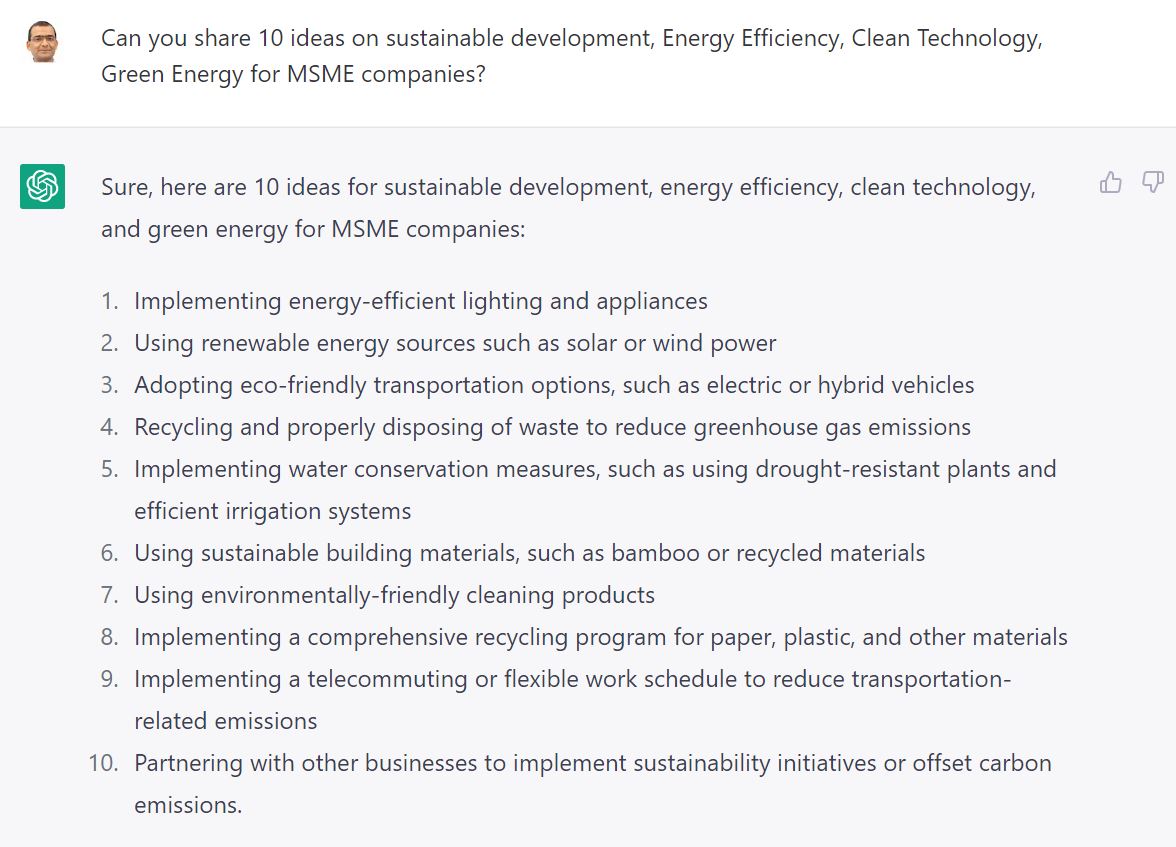 Can you share 10 ideas on sustainable development, Energy Efficiency, Clean Technology,
Green Energy for MSME companies?
Sure, here are 10 ideas for sustainable development, energy efficiency, clean technology,
and green energy for MSME companies:
1. Implementing energy-efficient lighting and appliances
2. Using renewable energy sources such as solar or wind power
3. Adopting eco-friendly transportation options, such as electric or hybrid vehicles
4. Recycling and properly disposing of waste to reduce greenhouse gas emissions
5. Implementing water conservation measures, such as using drought-resistant plants and
efficient irrigation systems
6. Using sustainable building materials, such as bamboo or recycled materials
7. Using environmentally-friendly cleaning products
8. Implementing a comprehensive recycling program for paper, plastic, and other materials
9. Implementing a telecommuting or flexible work schedule to reduce transportation-
related emissions
10. Partnering with other businesses to implement sustainability initiatives or offset carbon
emissions.